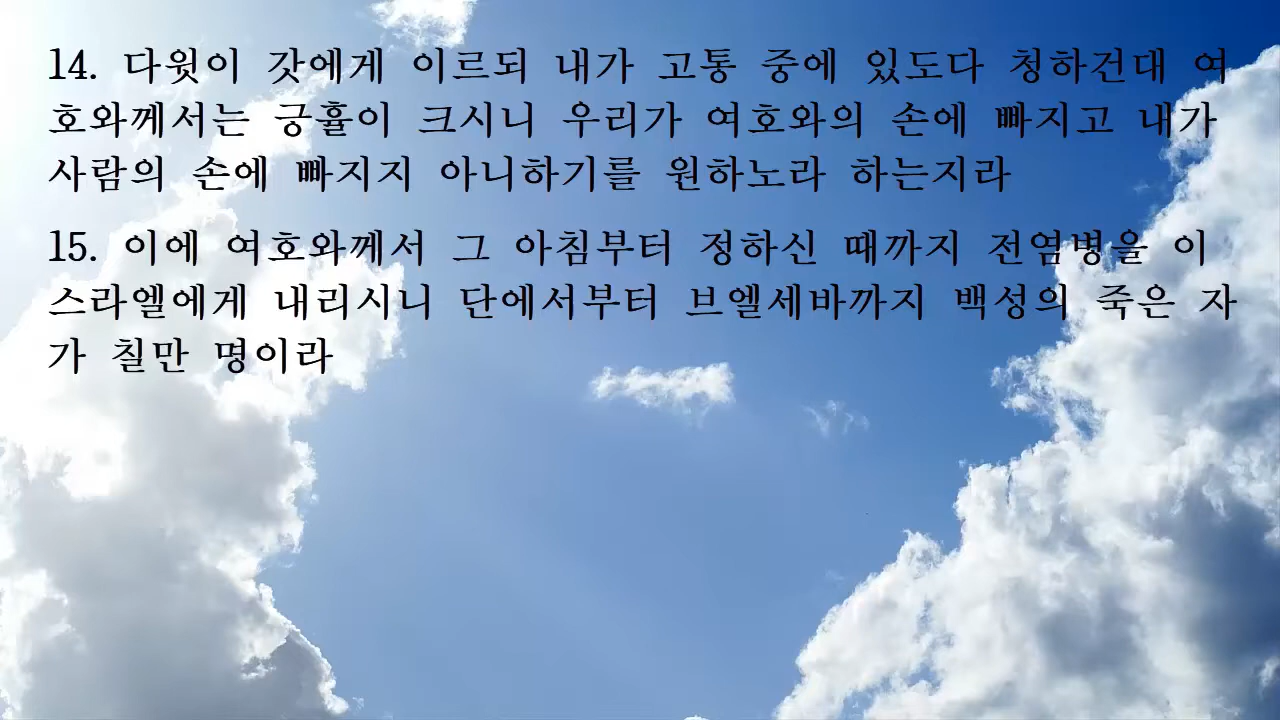 14. 다윗이 갓에게 이르되 내가 고통 중에 있도다 청하건대 여
호와께서는 긍휼이 크시니 우리가 여호와의 손에 빠지고 내가
사람의 손에 빠지지 아니하기를 원하노라 하는지라
15. 이에 여호와께서 그 아침부터 정하신 때까지 전염병을 이
스라엘에게 내리시니 단에서부터 브엘세바까지 백성의 죽은 자
가 칠만 명이라